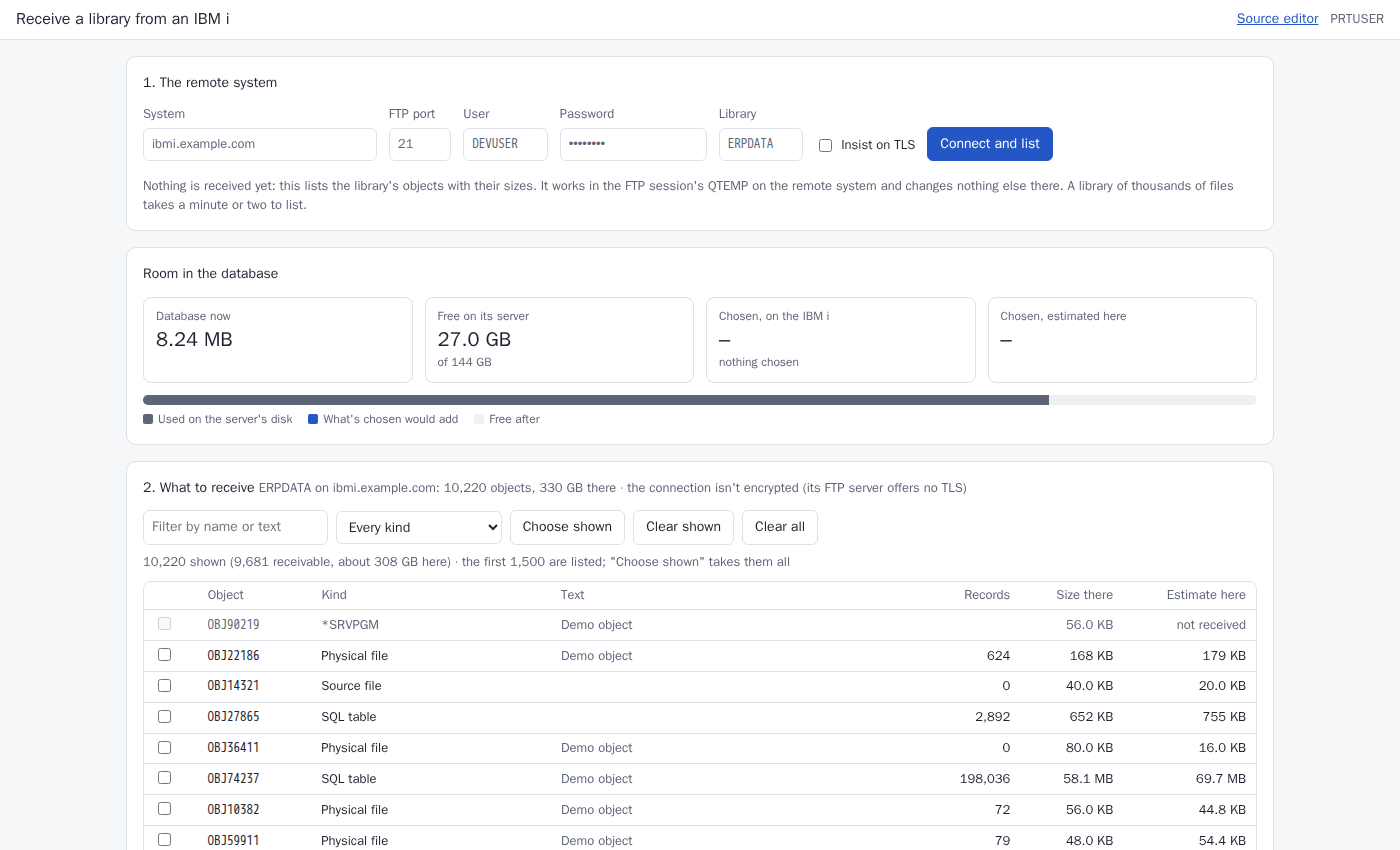 Receive a library from an IBM i
Source editor PRTUSER
1. The remote system
System FTP port User Password Library
ibmi.example.com 21 DEVUSER •••••••• ERPDATA Insist on TLS Connect and list
Nothing is received yet: this lists the library's objects with their sizes. It works in the FTP session's QTEMP on the remote system and changes nothing else there. A library of thousands of files
takes a minute or two to list.
Room in the database
Database now Free on its server Chosen, on the IBM i Chosen, estimated here
8.24 MB 27.0 GB – –
of 144 GB nothing chosen
Used on the server's disk What's chosen would add Free after
2. What to receive ERPDATA on ibmi.example.com: 10,220 objects, 330 GB there · the connection isn't encrypted (its FTP server offers no TLS)
Filter by name or text Every kind Choose shown Clear shown Clear all
10,220 shown (9,681 receivable, about 308 GB here) · the first 1,500 are listed; "Choose shown" takes them all
Object Kind Text Records Size there Estimate here
OBJ90219 *SRVPGM Demo object 56.0 KB not received
OBJ22186 Physical file Demo object 624 168 KB 179 KB
OBJ14321 Source file 0 40.0 KB 20.0 KB
OBJ27865 SQL table 2,892 652 KB 755 KB
OBJ36411 Physical file Demo object 0 80.0 KB 16.0 KB
OBJ74237 SQL table Demo object 198,036 58.1 MB 69.7 MB
OBJ10382 Physical file Demo object 72 56.0 KB 44.8 KB
OBJ59911 Physical file Demo object 79 48.0 KB 54.4 KB